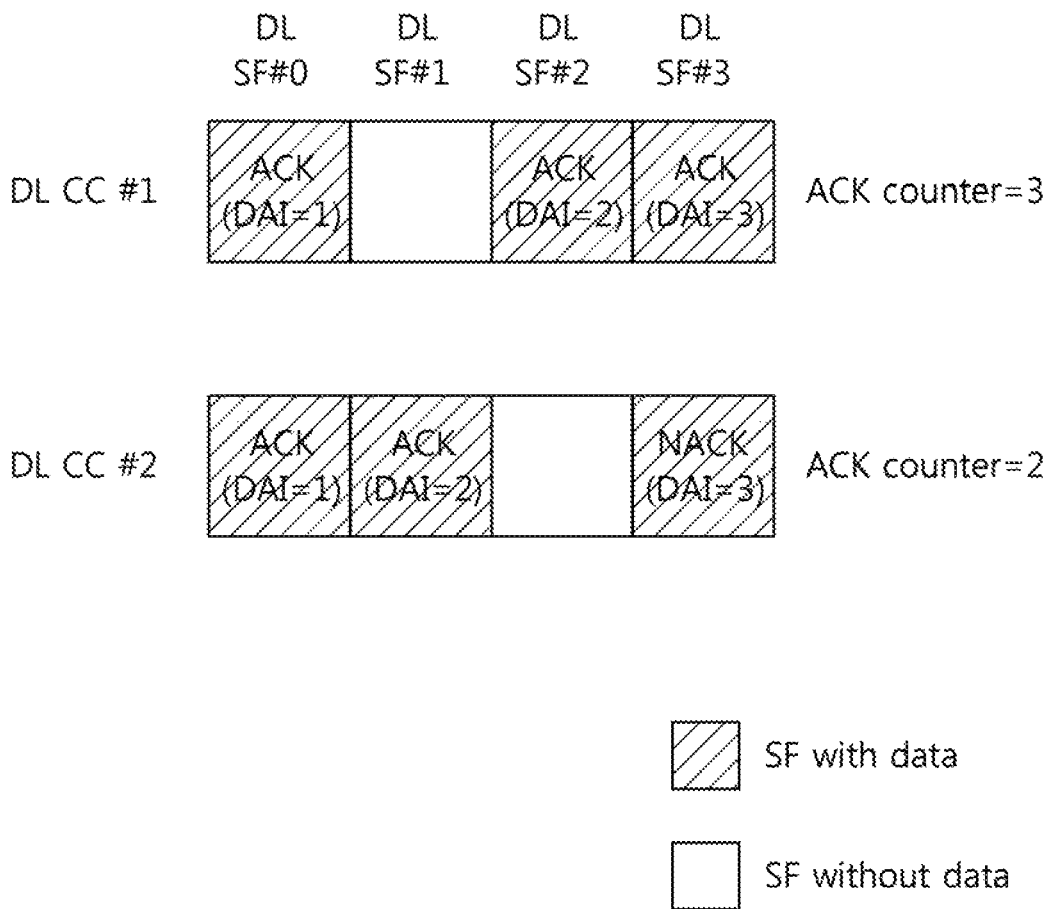 DL DL DL DL
SF#0 SF#1 SF#2 SF#3
DL CC #1
ACK ACK ACK
(DAI=1) (DAI=2) (DAI=3)
ACK counter=3
DL CC #2
ACK ACK NACK
(DAI=1) (DAI=2) (DAI=3)
ACK counter=2
SF with data
SF without data